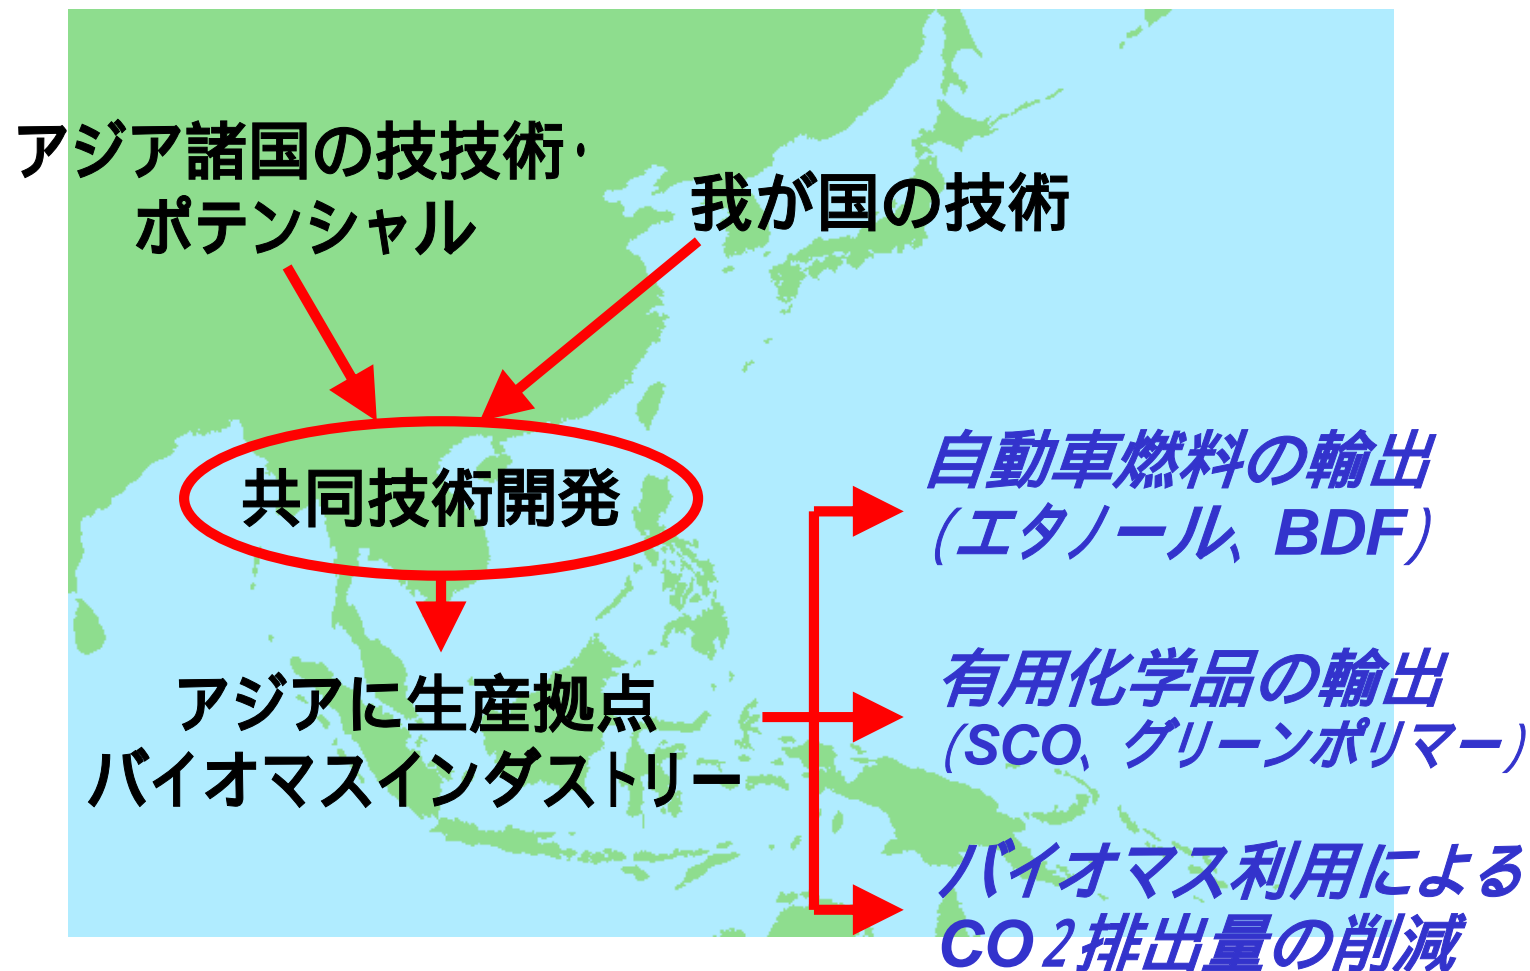 アジア諸国の技技術・
ポテンシャル
我が国の技術
共同技術開発
アジアに生産拠点
バイオマスインダストリー
自動車燃料の輸出
(エタノール、BDF)
有用化学品の輸出
(SCO、グリーンポリマー)
バイオマス利用による
CO2排出量の削減